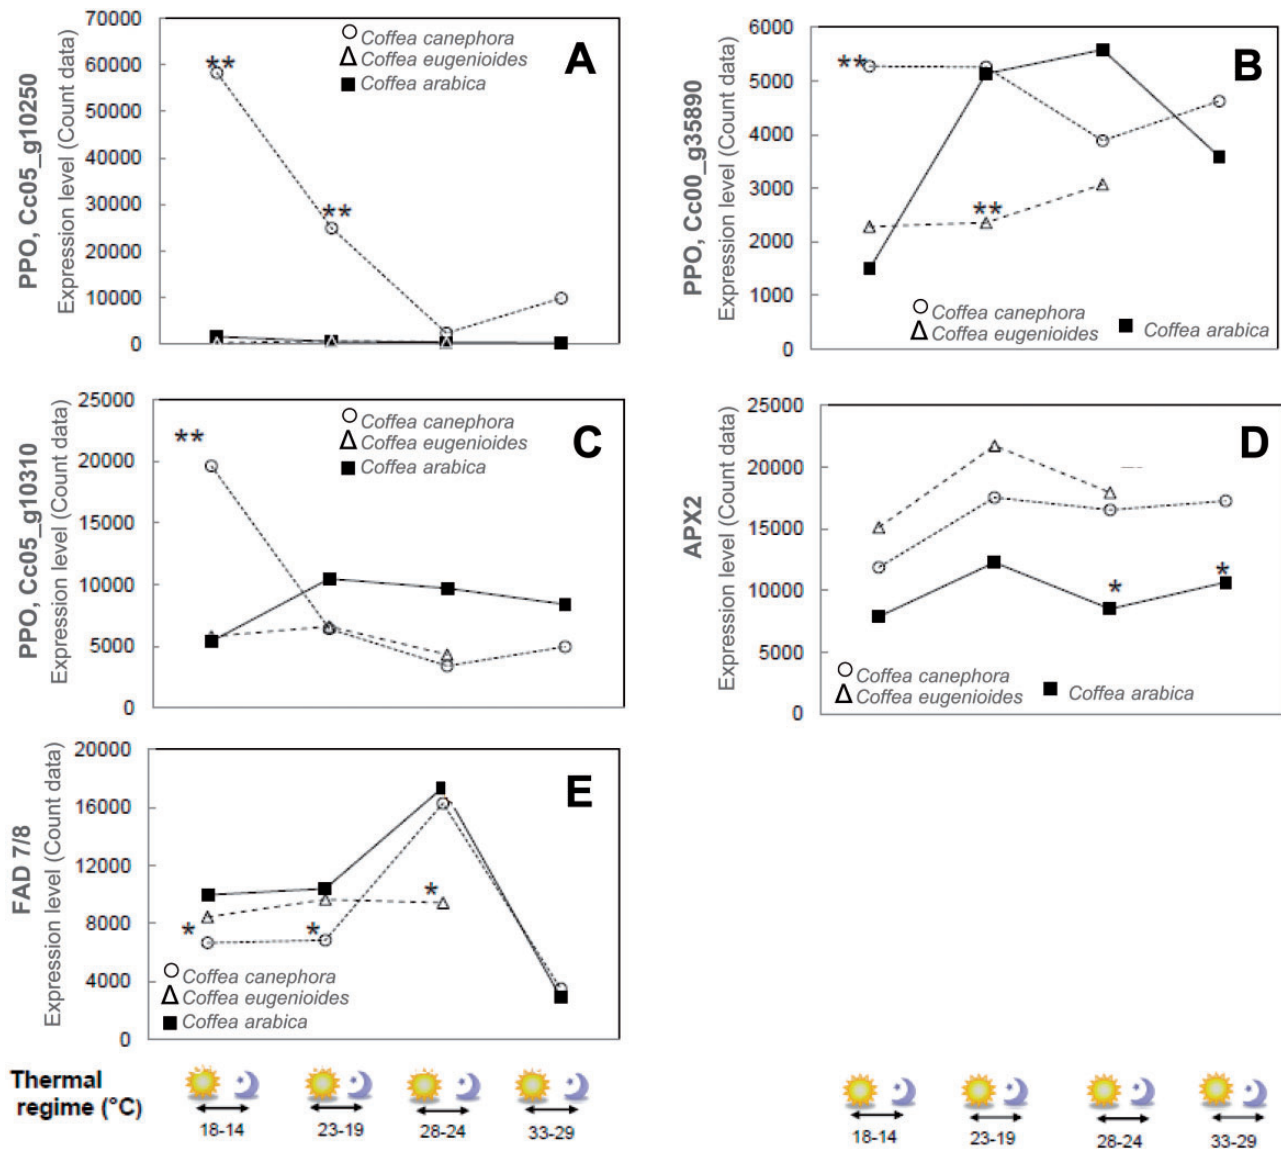 PPO, Cc05_g10250
Expression level (Count data)
70000
60000
50000
40000
30000
20000
10000
0
Coffea canephora
Coffea eugenioides
Coffea arabica
A
**
**
PPO, Cc00_g35890
Expression level (Count data)
6000
5000
4000
3000
2000
1000
0
B
**
**
Coffea canephora
Coffea eugenioides
Coffea arabica
PPO, Cc05_g10310
Expression level (Count data)
25000
20000
15000
10000
5000
0
Coffea canephora
Coffea eugenioides
Coffea arabica
C
**
APX2
Expression level (Count data)
25000
20000
15000
10000
5000
0
D
*
*
Coffea canephora
Coffea eugenioides
Coffea arabica
FAD 7/8
Expression level (Count data)
20000
16000
12000
8000
4000
0
E
*
*
*
Coffea canephora
Coffea eugenioides
Coffea arabica
Thermal
regime (°C)
18-14
23-19
28-24
33-29
18-14
23-19
28-24
33-29